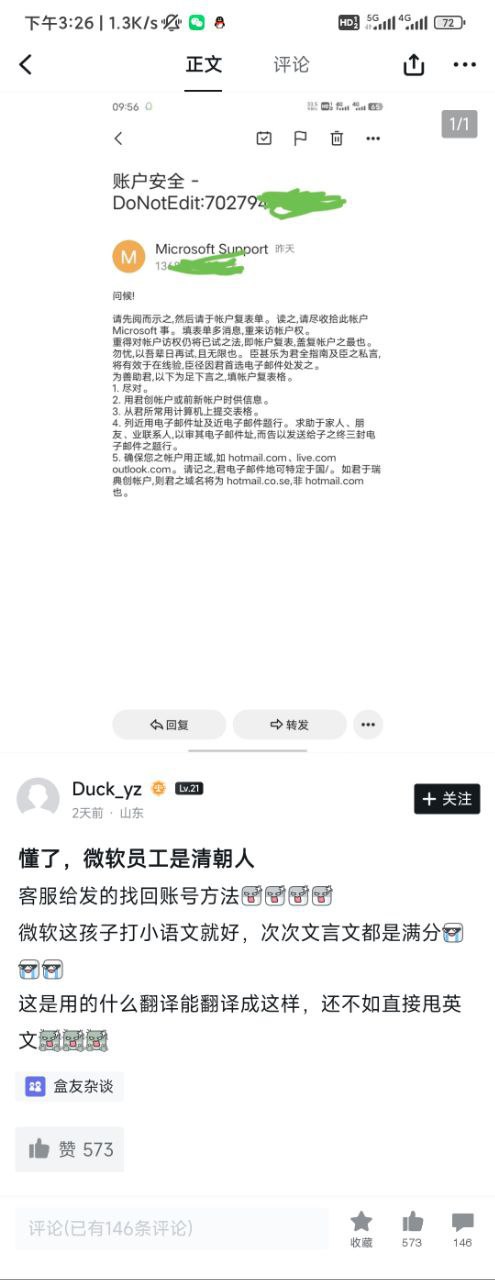 下午3:26 | 1.3K/s
HD 5G 4G 72
正文 评论
1/1
09:56
账户安全 -
DoNotEdit:702794
M Microsoft Support 昨天
136
问候!
请先阅而示之,然后请于帐户复表单。读之,请尽收拾此帐户
Microsoft 事。 填表单多消息,重来访帐户权。
重得对帐户访权仍将已试之法,即帐户复表,盖复帐户之最也。
勿忧,以吾辈日再试,且无限也。 臣甚乐为君全指南及臣之私言,
将有效于在线验,臣径因君首选电子邮件处发之。
为善助君,以下为足下言之,填帐户复表格。
1. 尽对。
2. 用君创帐户或前新帐户时供信息。
3. 从君所常用计算机上提交表格。
4. 列近用电子邮件址及近电子邮件题行。 求助于家人、朋
友、业联系人,以审其电子邮件址,而告以发送给子之终三封电
子邮件之题行。
5. 确保您之帐户用正域,如 hotmail.com、live.com
outlook.com。 请记之,君电子邮件地可特定于国/。 如君于瑞
典创帐户,则君之域名将为 hotmail.co.se,非 hotmail.com
也。
回复 转发
Duck_yz Lv.21
2天前 · 山东
+ 关注
懂了，微软员工是清朝人
客服给发的找回账号方法
微软这孩子打小语文就好，次次文言文都是满分
这是用的什么翻译能翻译成这样，还不如直接甩英
文
盒友杂谈
赞 573
评论(已有146条评论)
收藏 573 146